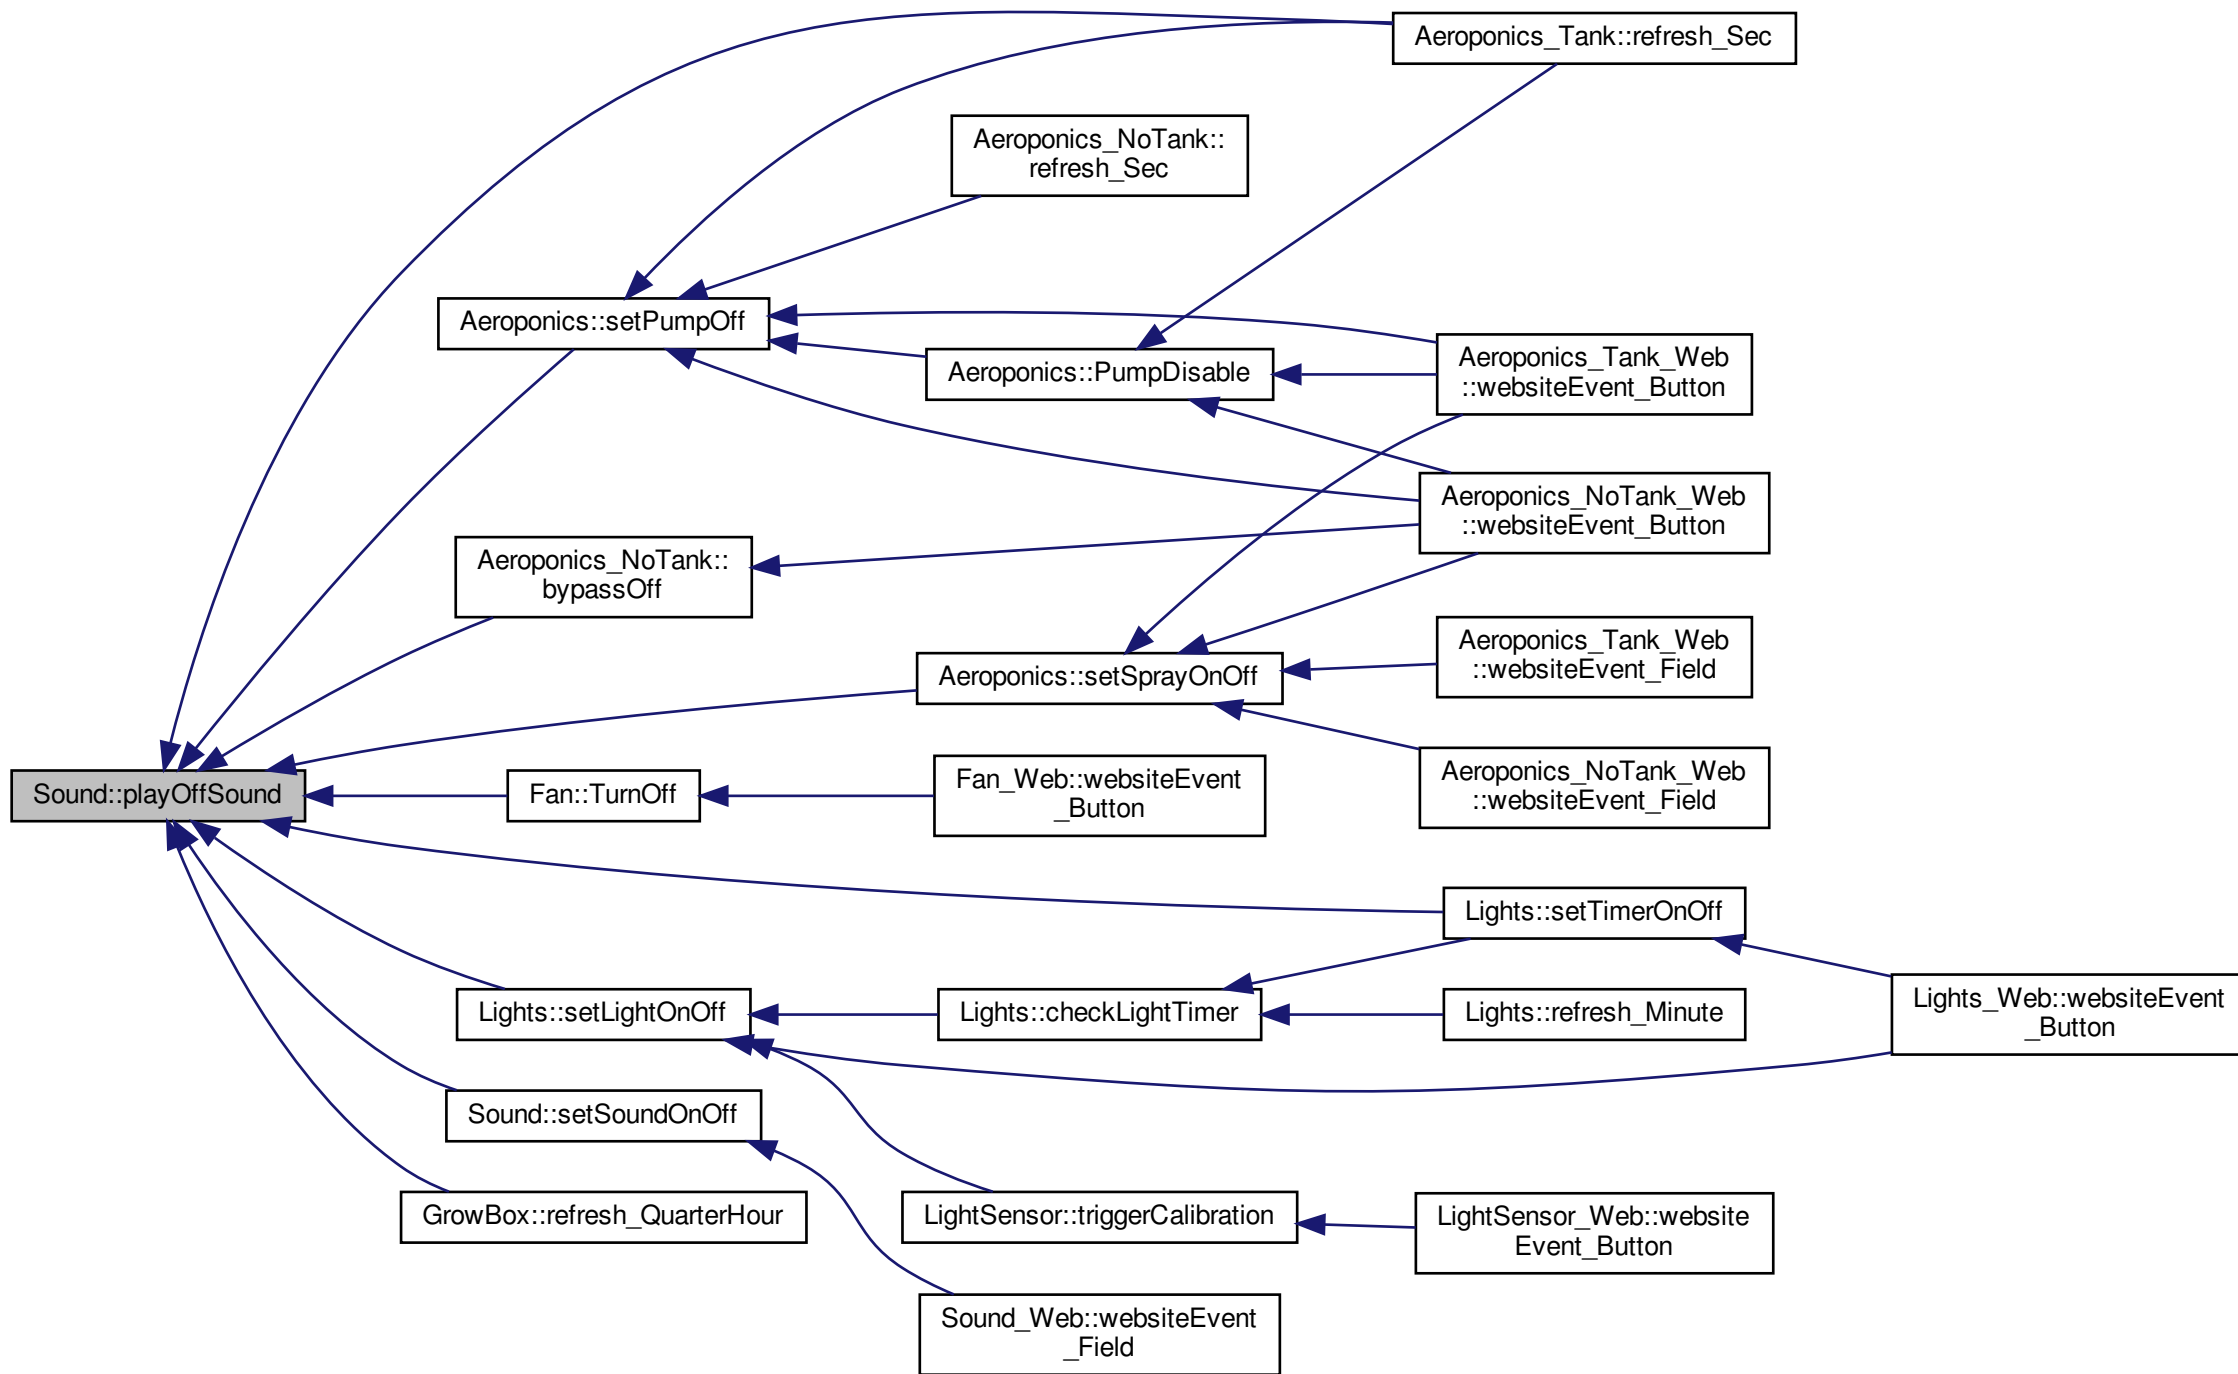 Aeroponics_Tank::refresh_Sec
Aeroponics_NoTank::
refresh_Sec
Aeroponics::setPumpOff
Aeroponics::PumpDisable
Aeroponics_Tank_Web
::websiteEvent_Button
Aeroponics_NoTank_Web
::websiteEvent_Button
Aeroponics_NoTank::
bypassOff
Aeroponics::setSprayOnOff
Aeroponics_Tank_Web
::websiteEvent_Field
Aeroponics_NoTank_Web
::websiteEvent_Field
Sound::playOffSound
Fan::TurnOff
Fan_Web::websiteEvent
_Button
Lights::setTimerOnOff
Lights::setLightOnOff
Lights::checkLightTimer
Lights::refresh_Minute
Lights_Web::websiteEvent
_Button
Sound::setSoundOnOff
GrowBox::refresh_QuarterHour
LightSensor::triggerCalibration
LightSensor_Web::website
Event_Button
Sound_Web::websiteEvent
_Field